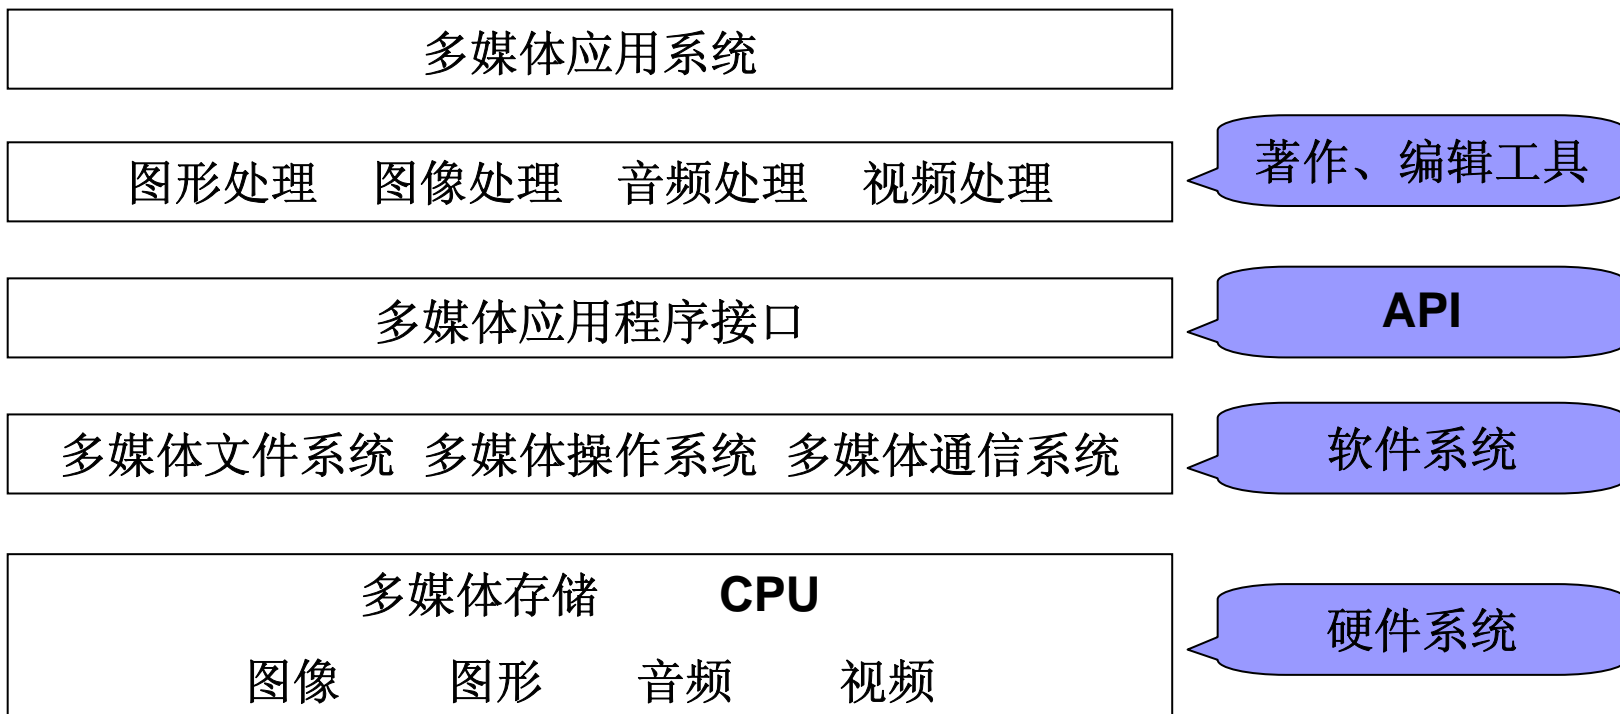 多媒体应用系统
图形处理 图像处理 音频处理 视频处理
著作、编辑工具
多媒体应用程序接口
API
多媒体文件系统 多媒体操作系统 多媒体通信系统
软件系统
多媒体存储 CPU
硬件系统
图像 图形 音频 视频